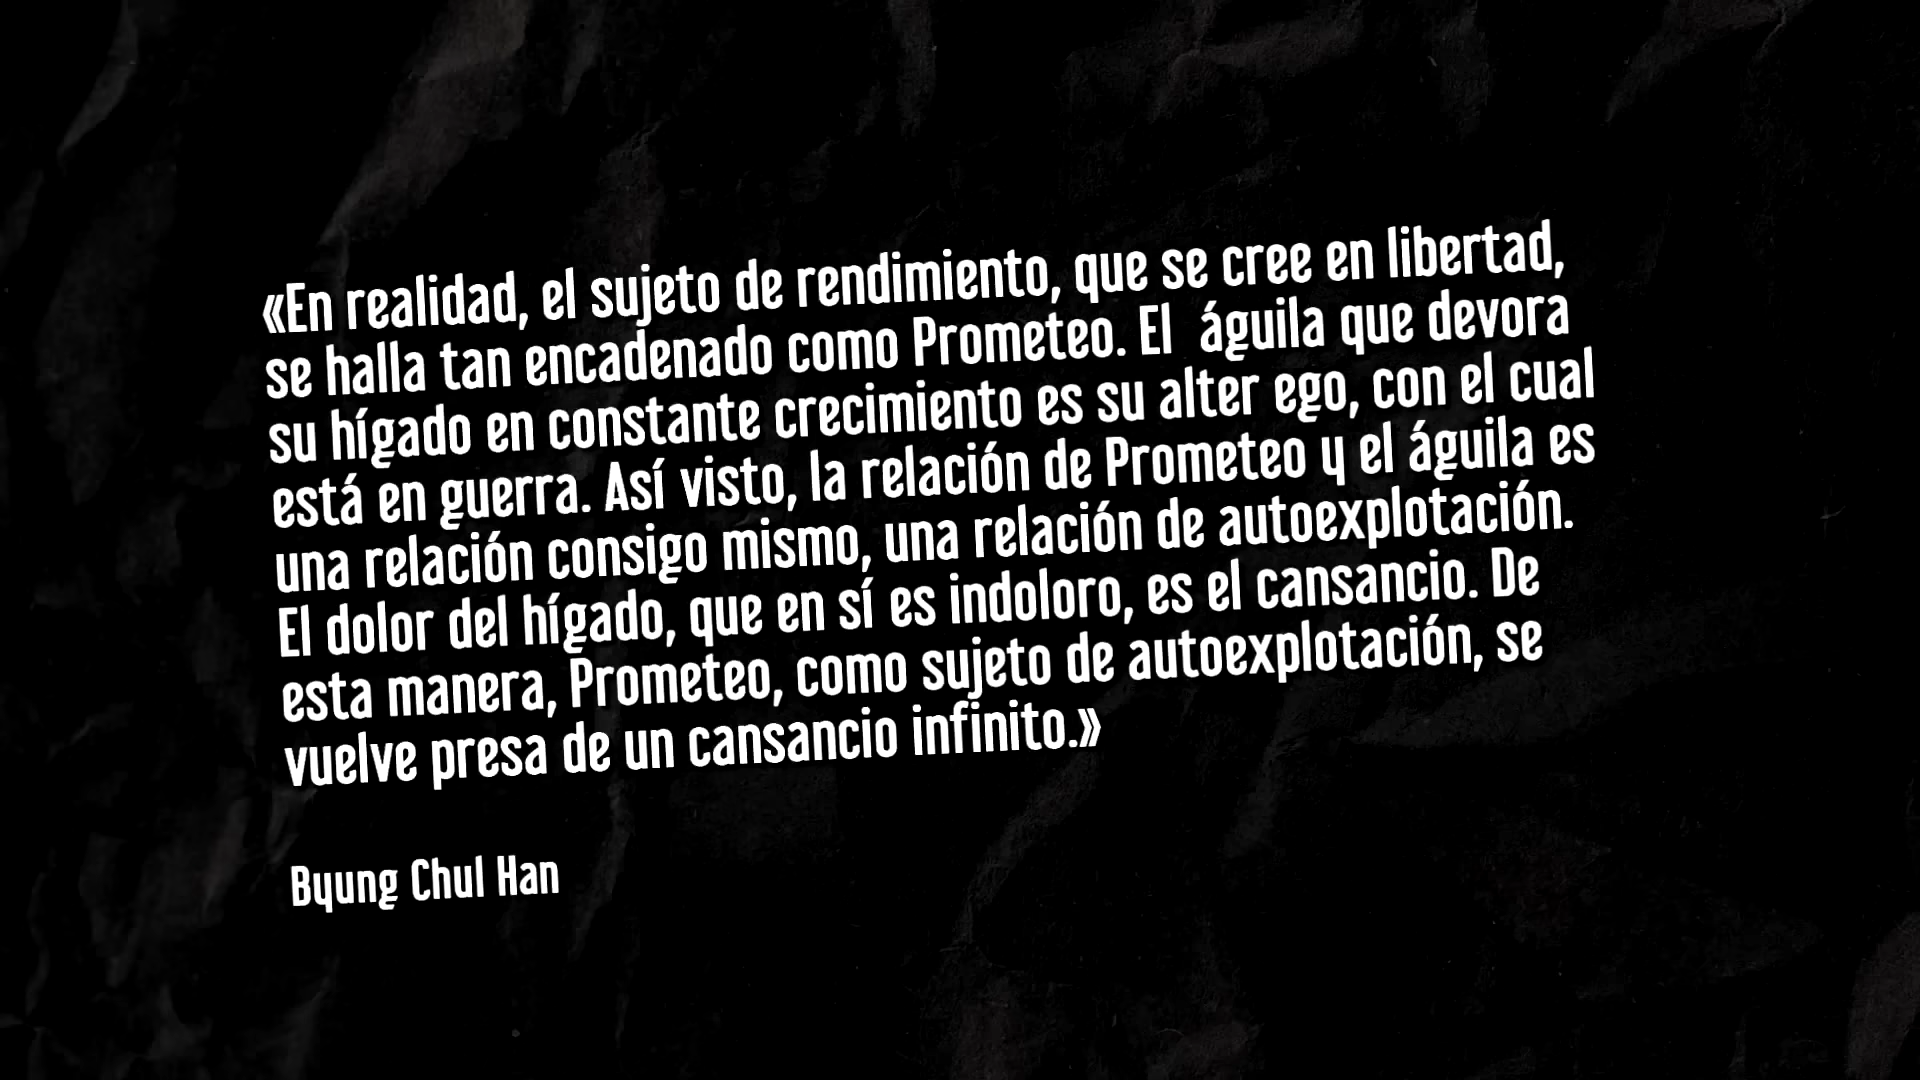 «En realidad, el sujeto de rendimiento, que se cree en libertad,
se halla tan encadenado como Prometeo. El  águila que devora
su hígado en constante crecimiento es su alter ego, con el cual
está en guerra. Así visto, la relación de Prometeo y el águila es
una relación consigo mismo, una relación de autoexplotación.
El dolor del hígado, que en sí es indoloro, es el cansancio. De
esta manera, Prometeo, como sujeto de autoexplotación, se
vuelve presa de un cansancio infinito.»
Byung Chul Han